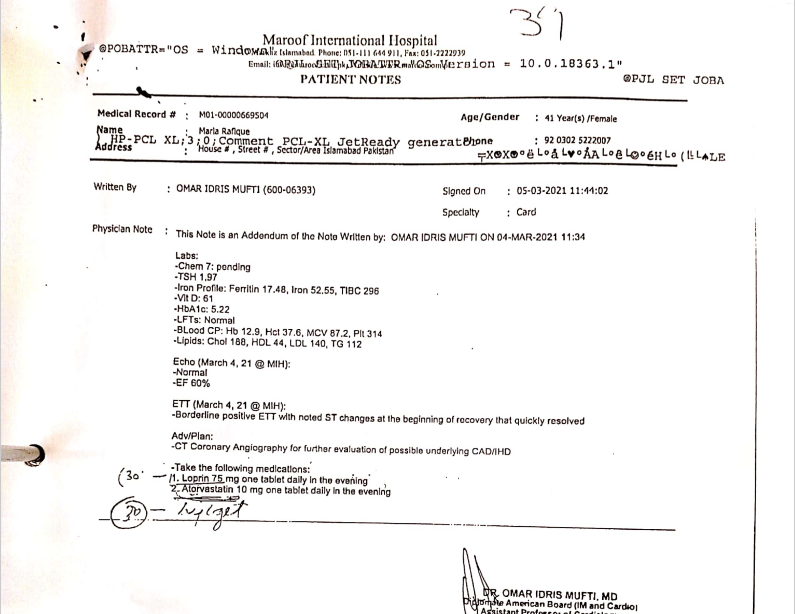 39
Maroof International Hospital
@POBATTR="OS = Window Islamabad. Phone: 051-111 644 911, Fax: 051-2222939
Email: Version = 10.0.18363.1"
PATIENT NOTES
@PJL SET JOBA
Medical Record # : M01-00000669504
Age/Gender : 41 Year(s) /Female
Name : Maria Rafique
) HP-PCL XL;3;0;Comment PCL-XL JetReady generat Phone : 92 0302 5222007
Address : House # , Street # , Sector/Area Islamabad Pakistan
Written By : OMAR IDRIS MUFTI (600-06393)
Signed On : 05-03-2021 11:44:02
Specialty : Card
Physician Note : This Note is an Addendum of the Note Written by: OMAR IDRIS MUFTI ON 04-MAR-2021 11:34
Labs:
-Chem 7: pending
-TSH 1.97
-Iron Profile: Ferritin 17.48, Iron 52.55, TIBC 296
-Vit D: 61
-HbA1c: 5.22
-LFTs: Normal
-BLood CP: Hb 12.9, Hct 37.6, MCV 87.2, Plt 314
-Lipids: Chol 188, HDL 44, LDL 140, TG 112
Echo (March 4, 21 @ MIH):
-Normal
-EF 60%
ETT (March 4, 21 @ MIH):
-Borderline positive ETT with noted ST changes at the beginning of recovery that quickly resolved
Adv/Plan:
-CT Coronary Angiography for further evaluation of possible underlying CAD/IHD
-Take the following medications:
(30 — 1. Loprin 75 mg one tablet daily in the evening
2. Atorvastatin 10 mg one tablet daily in the evening
30 —
DR. OMAR IDRIS MUFTI, MD
Diplomate American Board (IM and Cardio)
Assistant Professor of Cardiolo